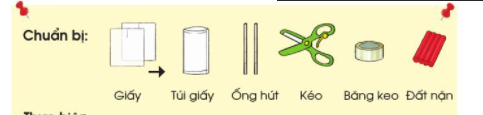 Chuẩn bị:
Giấy Túi giấy Ống hút Kéo Băng keo Đất nặn